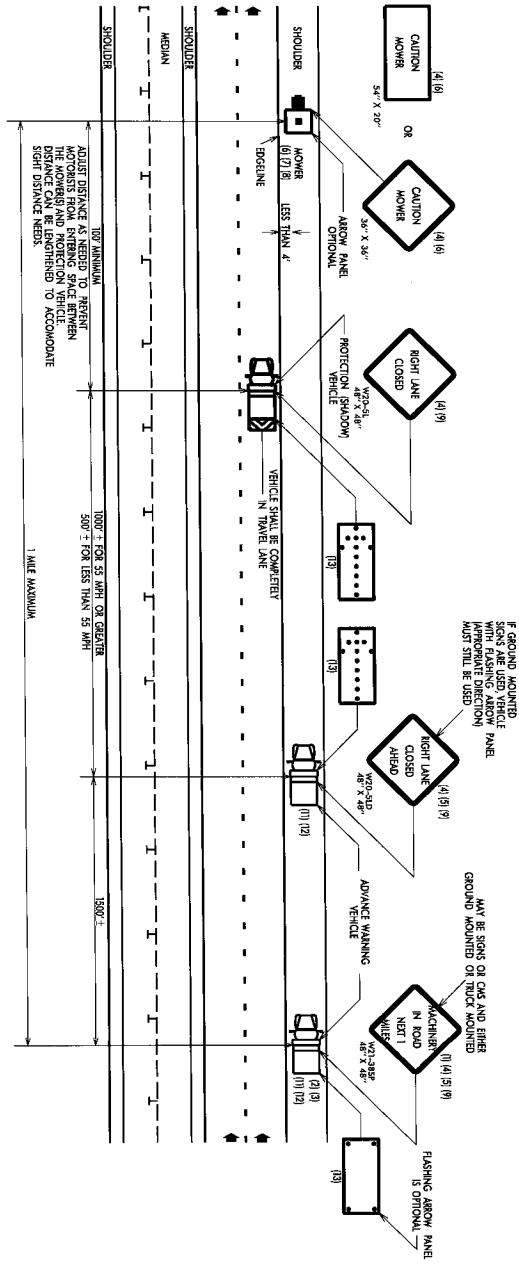 CAUTION
MOWER
(4) (6)
54" X 20"
OR
CAUTION
MOWER
(4) (6)
36" X 36"
RIGHT LANE
CLOSED
(4) (9)
W20-5L
48" X 48"
IF GROUND MOUNTED
SIGNS ARE USED, VEHICLE
WITH FLASHING ARROW PANEL
(APPROPRIATE DIRECTION)
MUST STILL BE USED
RIGHT LANE
CLOSED
AHEAD
(4) (5) (9)
W20-5LD
48" X 48"
MAY BE SIGNS OR CMS AND EITHER
GROUND MOUNTED OR TRUCK MOUNTED
MACHINERY
IN ROAD
NEXT 1
MILES
(1) (4) (5) (9)
W21-385P
48" X 48"
FLASHING ARROW PANEL
IS OPTIONAL
(13)
(13)
(13)
ARROW PANEL
OPTIONAL
PROTECTION (SHADOW)
VEHICLE
ADVANCE WARNING
VEHICLE
SHOULDER
MOWER
(6) (7) (8)
EDGELINE
LESS THAN 4'
VEHICLE SHALL BE COMPLETELY
IN TRAVEL LANE
(11) (12)
(2) (3)
(11) (12)
SHOULDER
MEDIAN
SHOULDER
100' MINIMUM
ADJUST DISTANCE AS NEEDED TO PREVENT
MOTORISTS FROM ENTERING SPACE BETWEEN
THE MOWER(S) AND PROTECTION VEHICLE.
DISTANCE CAN BE LENGTHENED TO ACCOMODATE
SIGHT DISTANCE NEEDS.
1000' ± FOR 55 MPH OR GREATER
500' ± FOR LESS THAN 55 MPH
1500' ±
1 MILE MAXIMUM